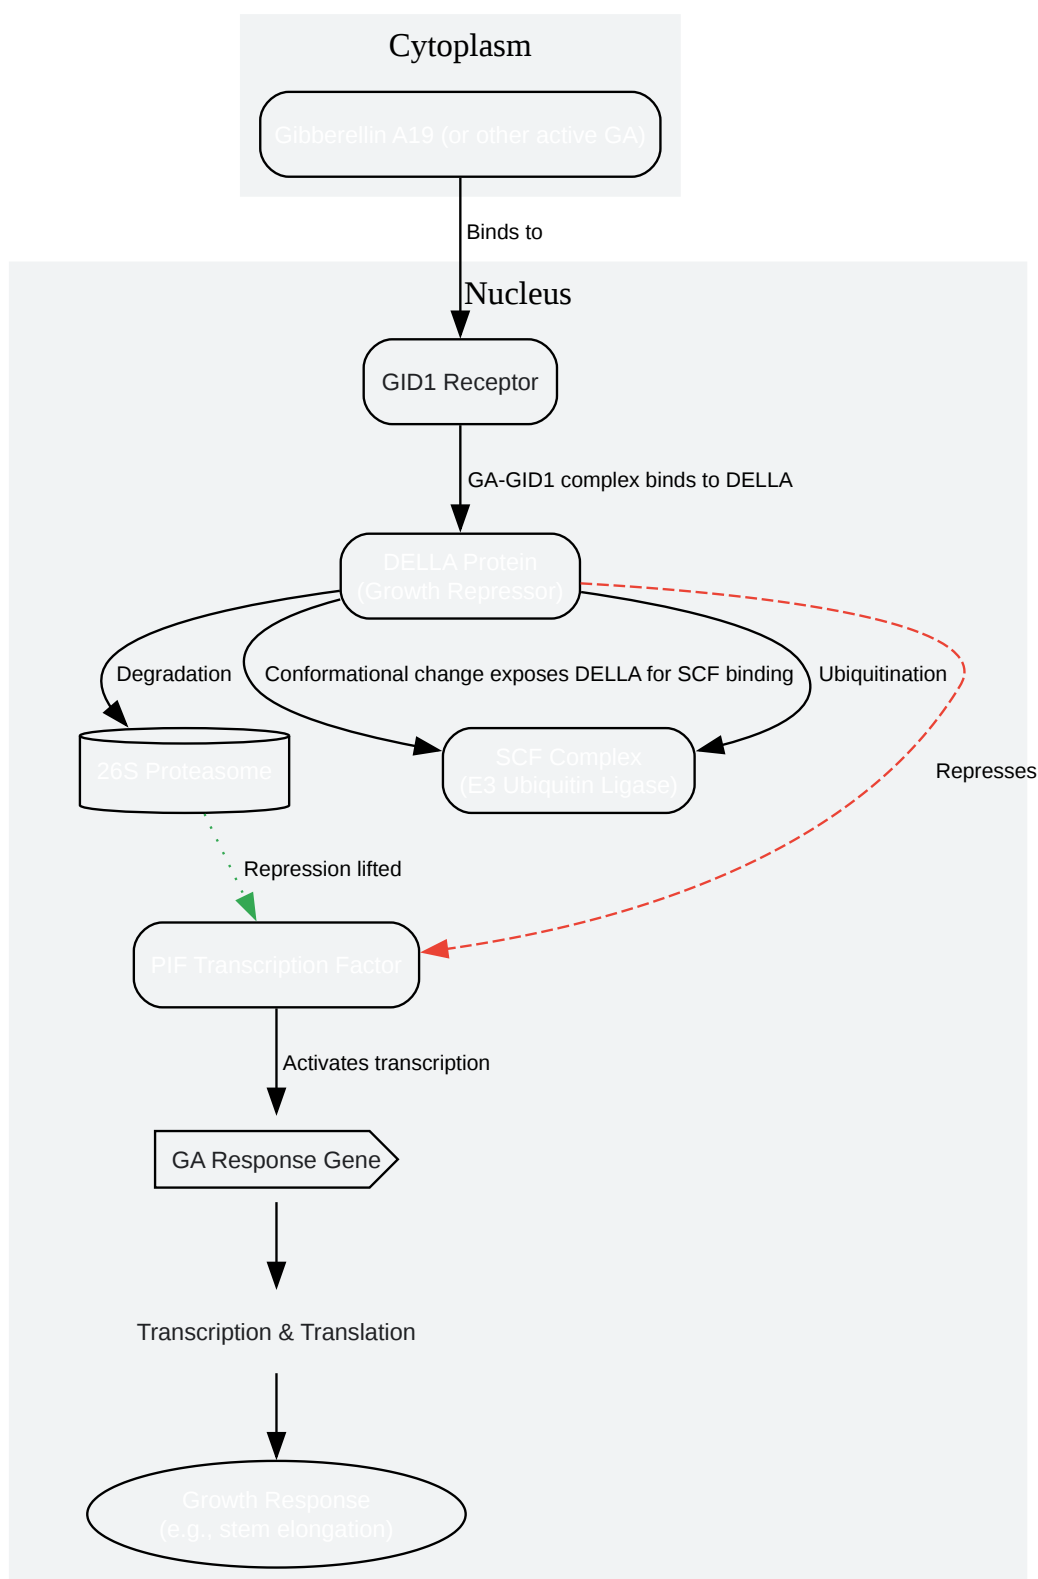 Cytoplasm
Gibberellin A19 (or other active GA)
Binds to
Nucleus
GID1 Receptor
GA-GID1 complex binds to DELLA
DELLA Protein
(Growth Repressor)
Degradation
Conformational change exposes DELLA for SCF binding
Ubiquitination
26S Proteasome
SCF Complex
(E3 Ubiquitin Ligase)
Represses
Repression lifted
PIF Transcription Factor
Activates transcription
GA Response Gene
Transcription & Translation
Growth Response
(e.g., stem elongation)